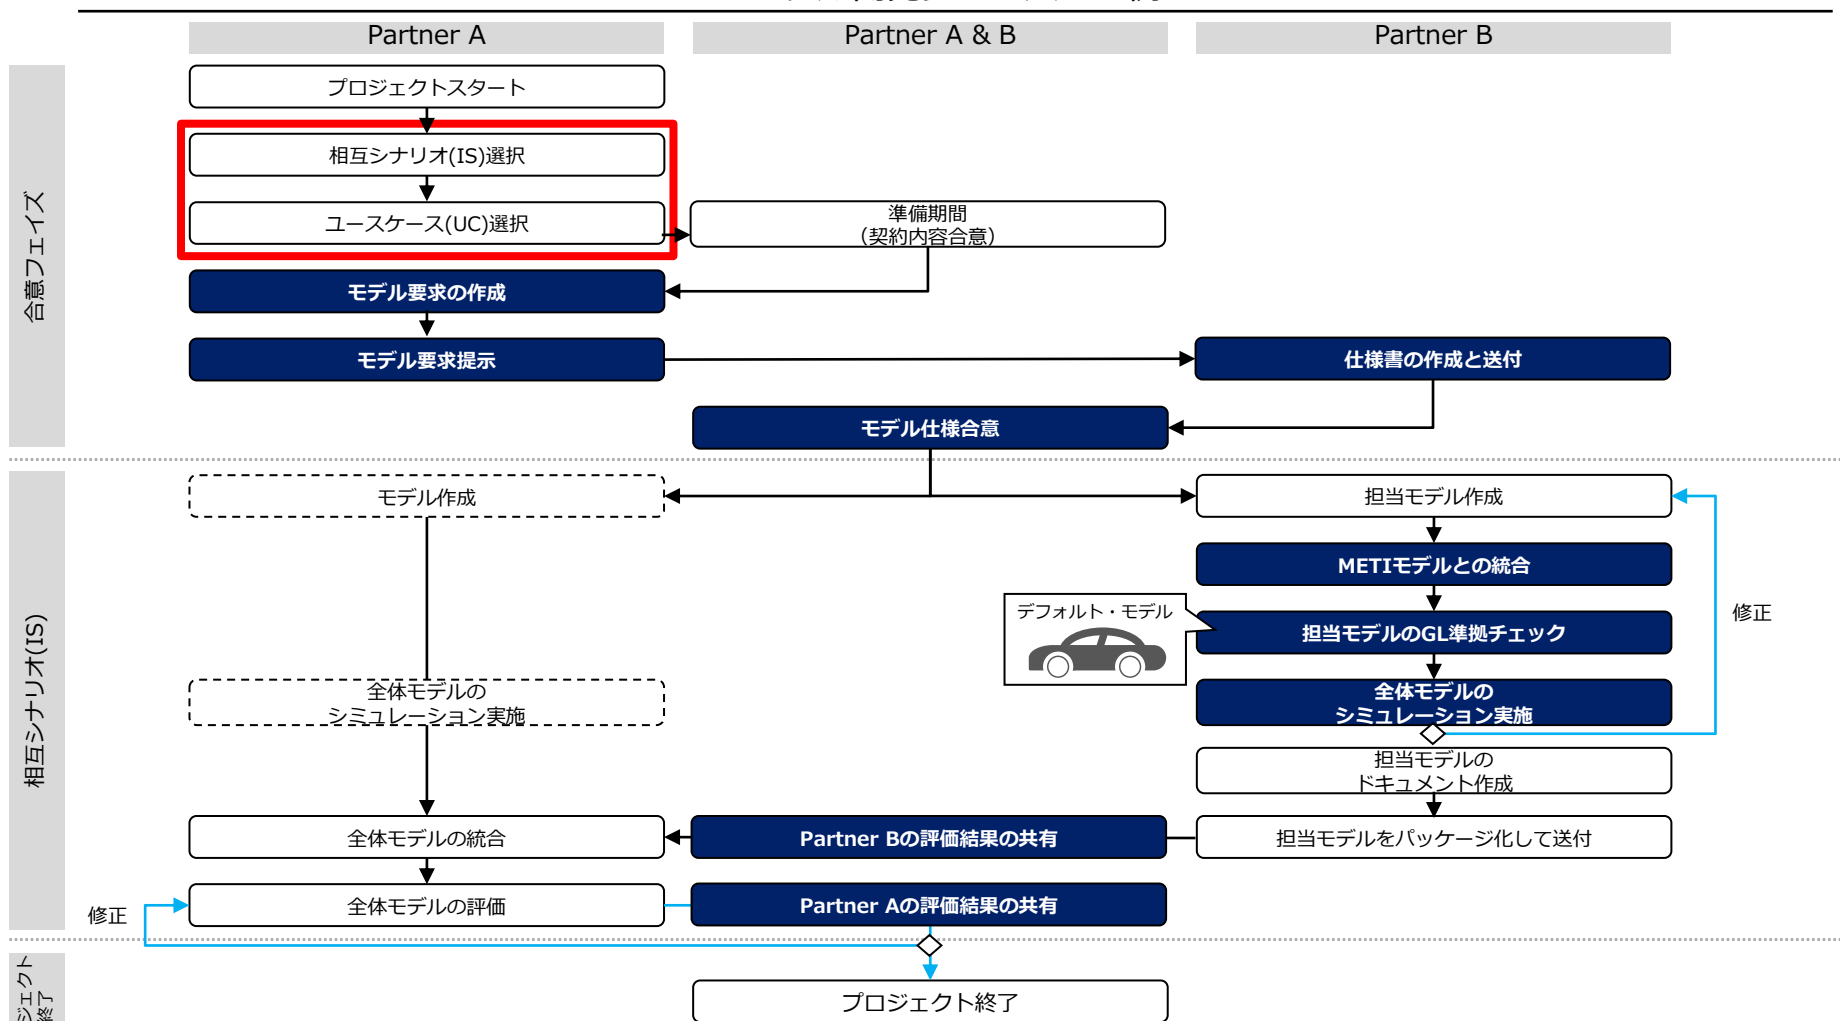 Partner A
Partner A & B
Partner B
合意フェイズ
プロジェクトスタート
相互シナリオ(IS)選択
ユースケース(UC)選択
準備期間
（契約内容合意）
モデル要求の作成
モデル要求提示
仕様書の作成と送付
モデル仕様合意
相互シナリオ(IS)
モデル作成
担当モデル作成
METIモデルとの統合
デフォルト・モデル
担当モデルのGL準拠チェック
修正
全体モデルの
シミュレーション実施
全体モデルの
シミュレーション実施
担当モデルの
ドキュメント作成
全体モデルの統合
Partner Bの評価結果の共有
担当モデルをパッケージ化して送付
修正
全体モデルの評価
Partner Aの評価結果の共有
ジェクト
終了
プロジェクト終了